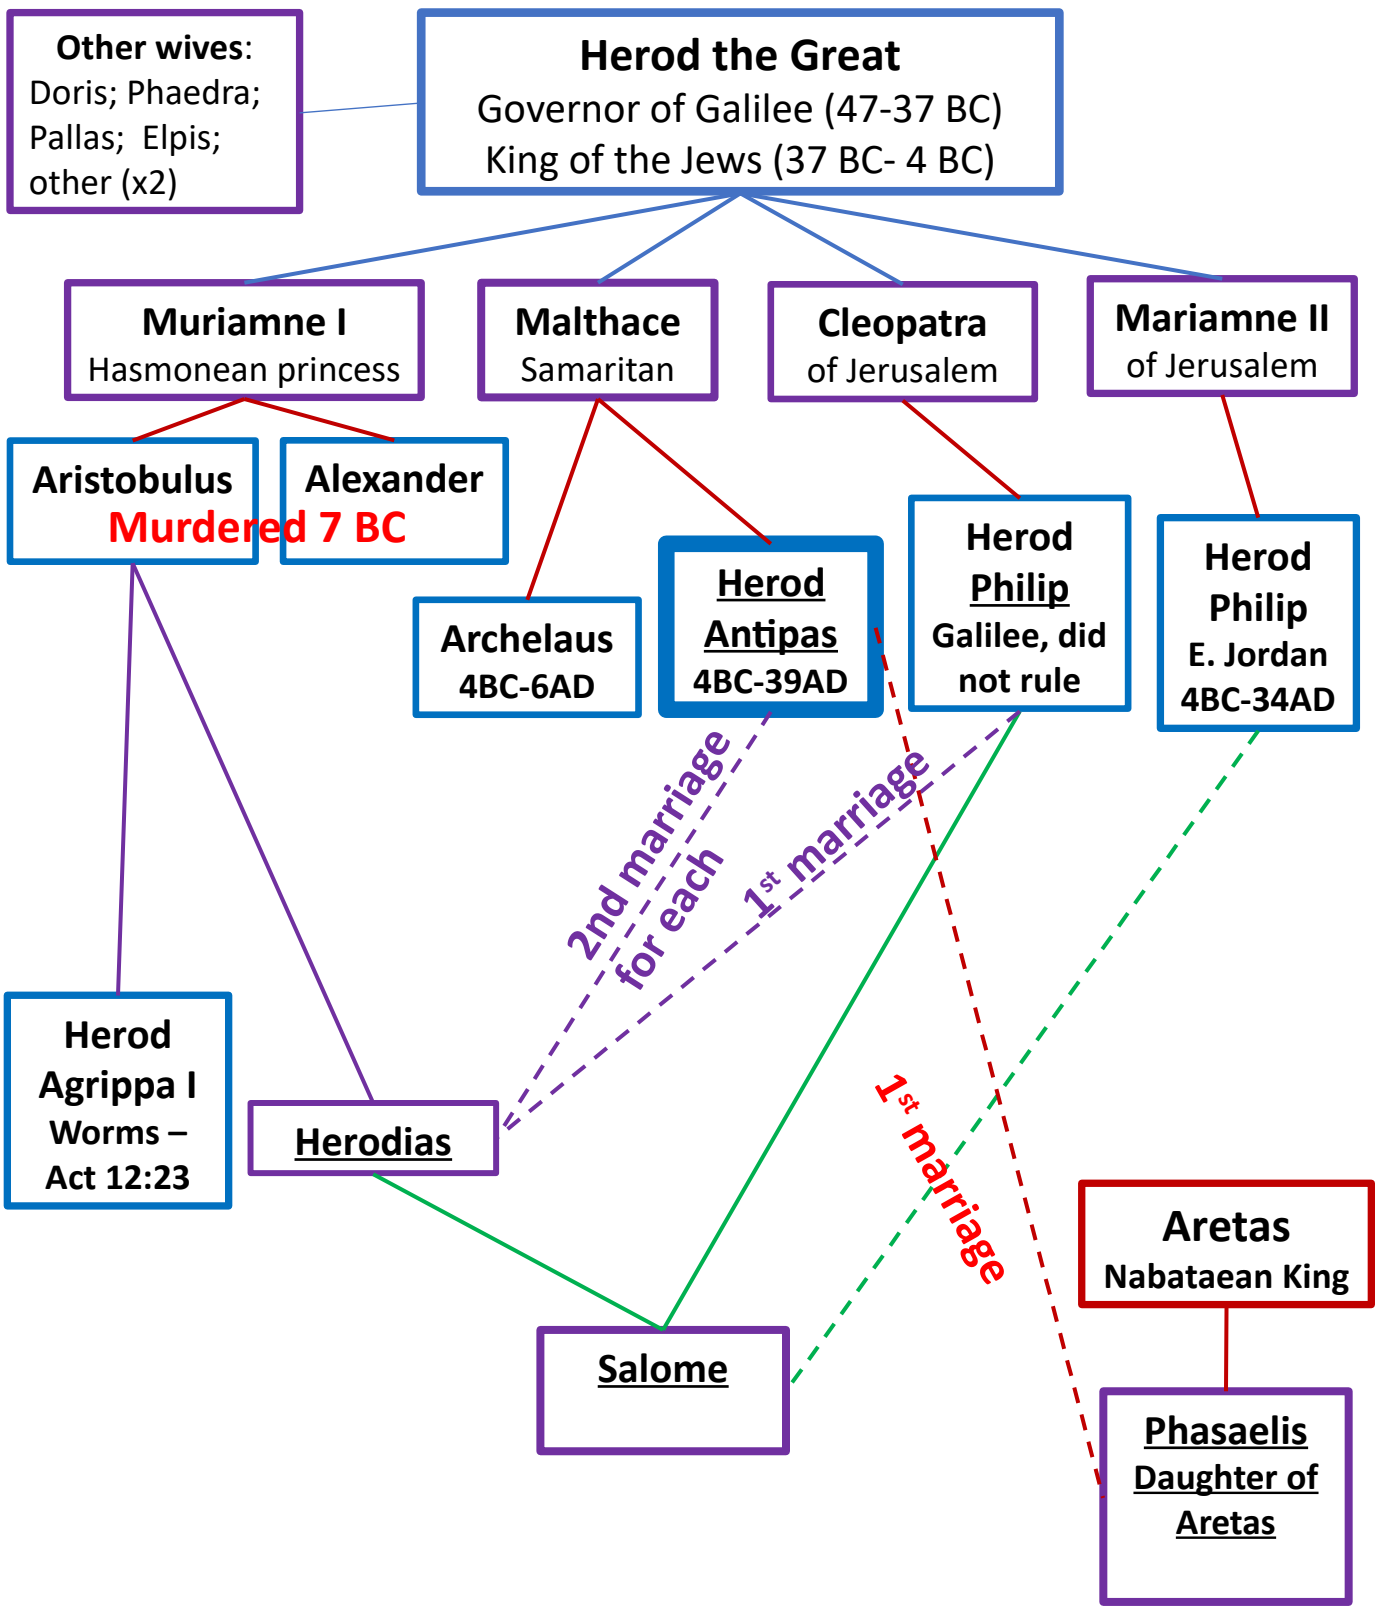 Other wives:
Doris; Phaedra;
Pallas; Elpis;
other (x2)
Herod the Great
Governor of Galilee (47-37 BC)
King of the Jews (37 BC- 4 BC)
Muriamne I
Hasmonean princess
Malthace
Samaritan
Cleopatra
of Jerusalem
Mariamne II
of Jerusalem
Aristobulus
Alexander
Murdered 7 BC
Archelaus
4BC-6AD
Herod
Antipas
4BC-39AD
Herod
Philip
Galilee, did
not rule
Herod
Philip
E. Jordan
4BC-34AD
2nd marriage
for each
1st marriage
1st marriage
Herod
Agrippa I
Worms –
Act 12:23
Herodias
Salome
Aretas
Nabataean King
Phasaelis
Daughter of
Aretas